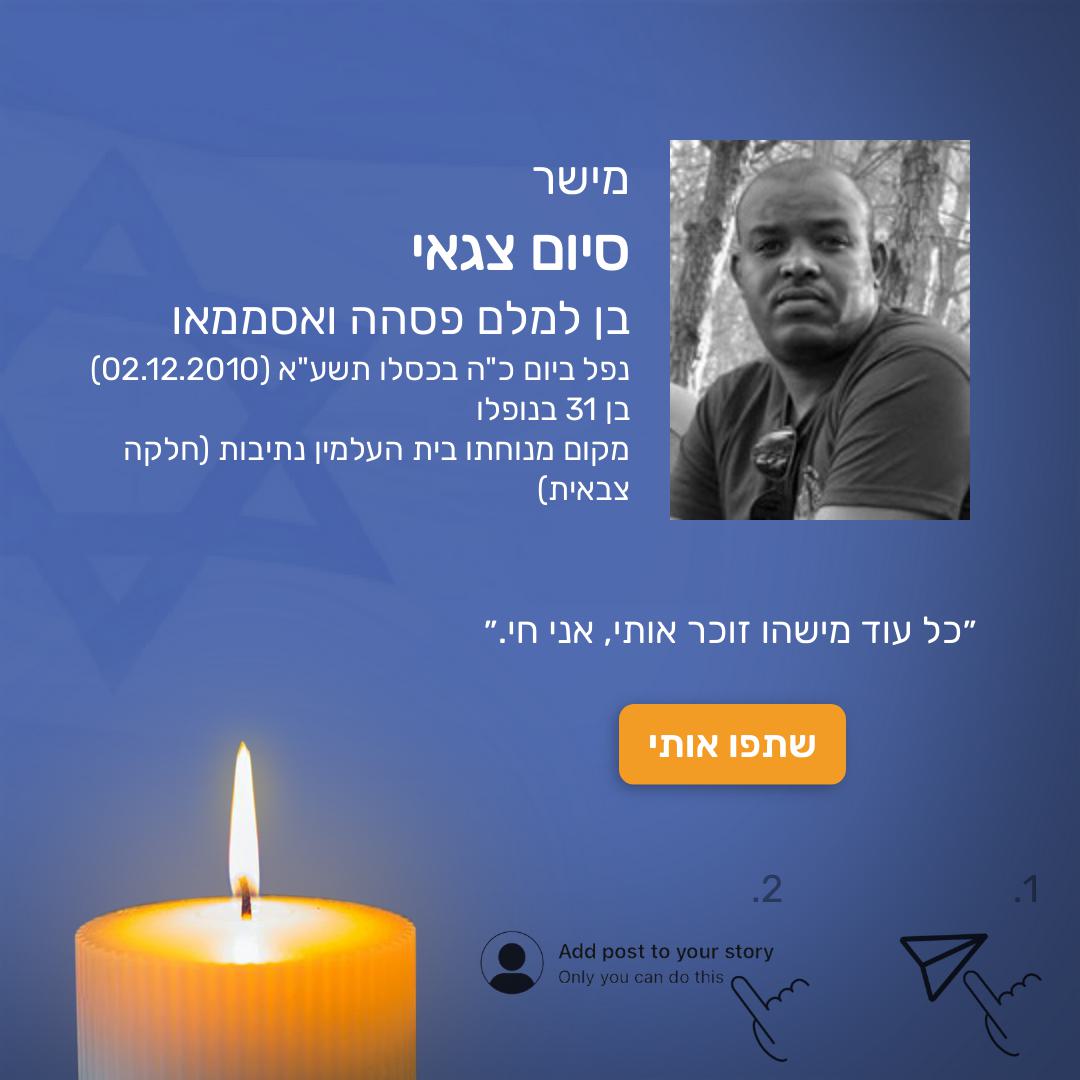 מישר
סיום צגאי
בן למלם פסהה ואסממאו
נפל ביום כ"ה בכסלו תשע"א (02.12.2010)
בן 31 בנופלו
מקום מנוחתו בית העלמין נתיבות (חלקה
צבאית)
״כל עוד מישהו זוכר אותי, אני חי.״
שתפו אותי
1.
2.
Add post to your story
Only you can do this